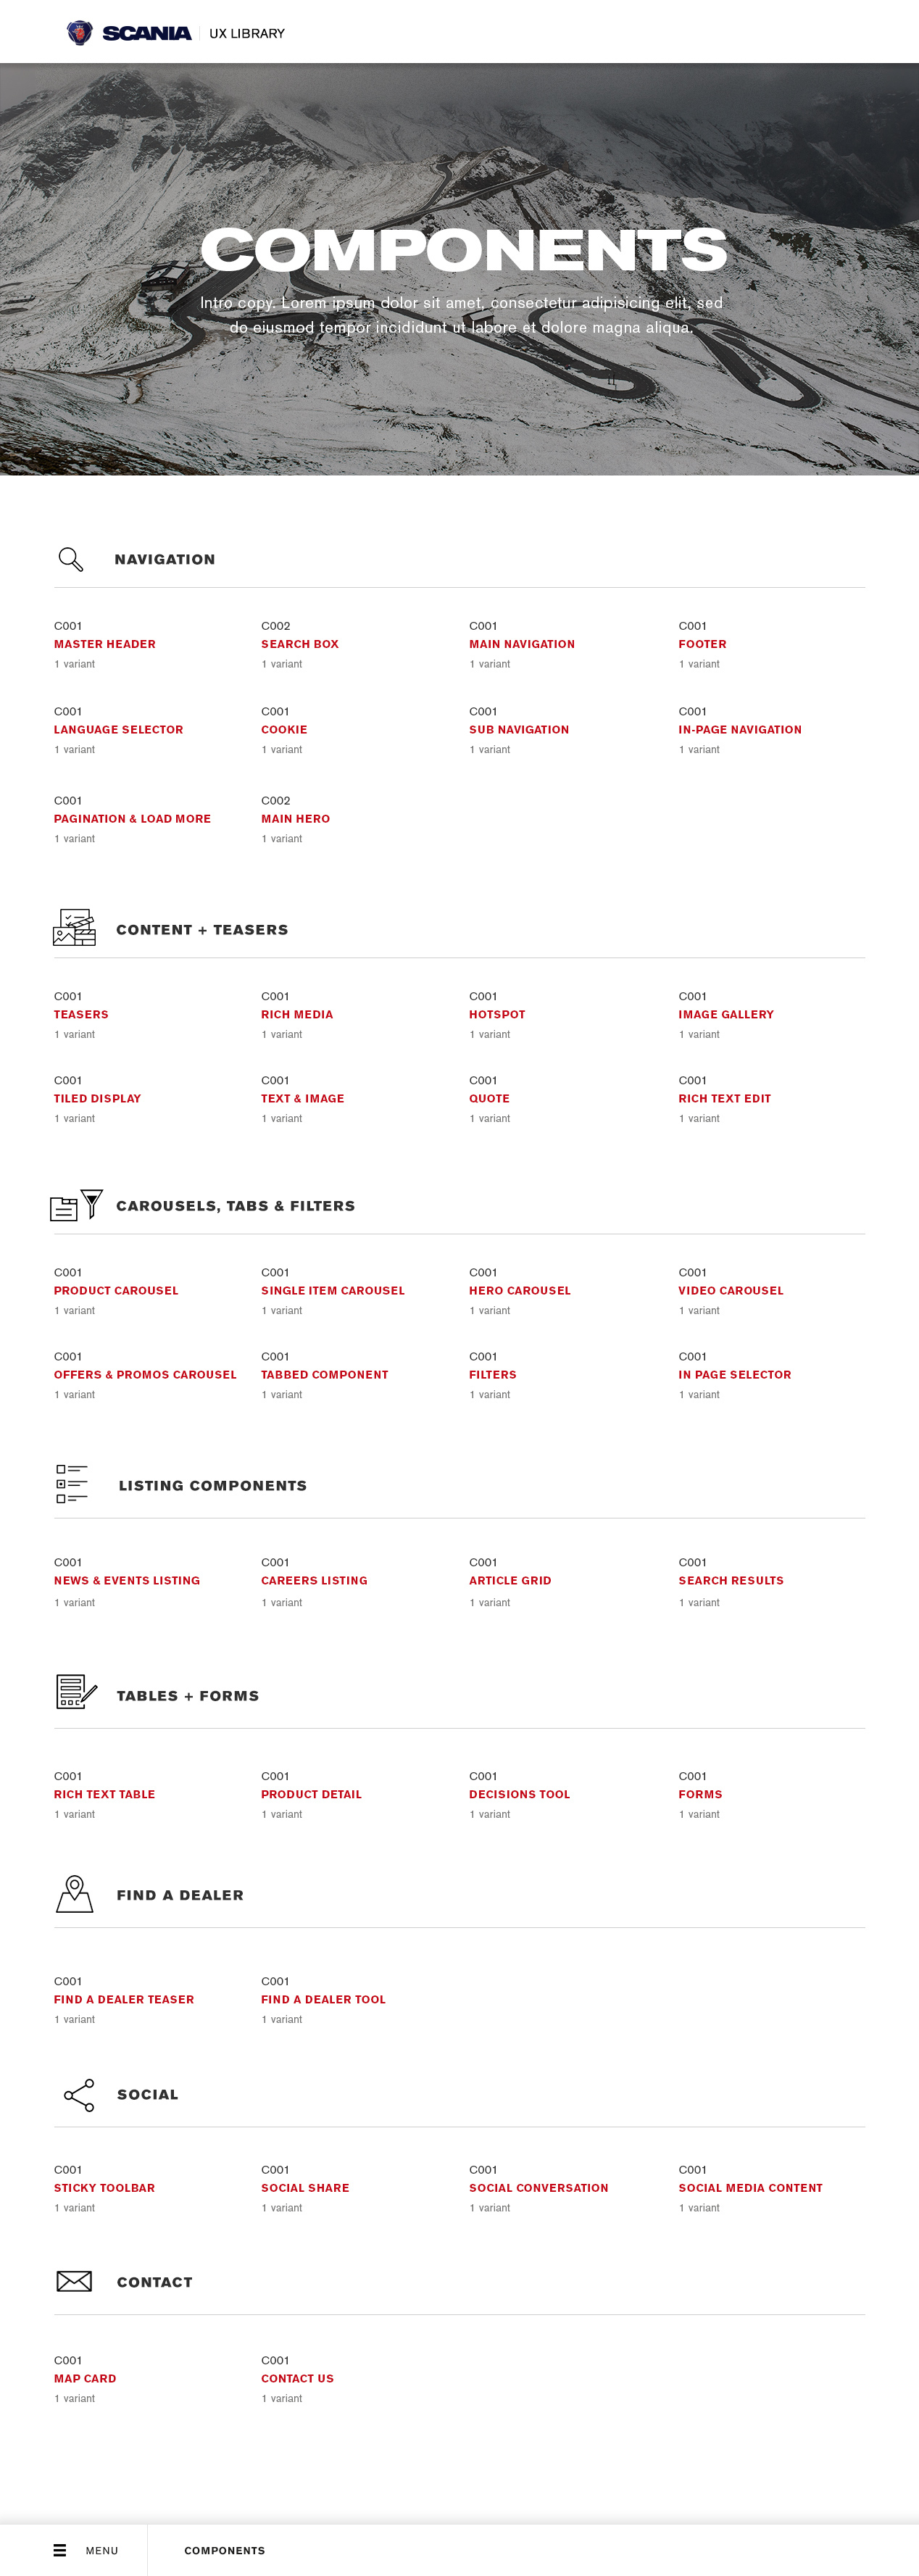 SCANIA UX LIBRARY
COMPONENTS
Intro copy. Lorem ipsum dolor sit amet, consectetur adipisicing elit, sed
do eiusmod tempor incididunt ut labore et dolore magna aliqua.
NAVIGATION
C001
MASTER HEADER
1 variant
C002
SEARCH BOX
1 variant
C001
MAIN NAVIGATION
1 variant
C001
FOOTER
1 variant
C001
LANGUAGE SELECTOR
1 variant
C001
COOKIE
1 variant
C001
SUB NAVIGATION
1 variant
C001
IN-PAGE NAVIGATION
1 variant
C001
PAGINATION & LOAD MORE
1 variant
C002
MAIN HERO
1 variant
CONTENT + TEASERS
C001
TEASERS
1 variant
C001
RICH MEDIA
1 variant
C001
HOTSPOT
1 variant
C001
IMAGE GALLERY
1 variant
C001
TILED DISPLAY
1 variant
C001
TEXT & IMAGE
1 variant
C001
QUOTE
1 variant
C001
RICH TEXT EDIT
1 variant
CAROUSELS, TABS & FILTERS
C001
PRODUCT CAROUSEL
1 variant
C001
SINGLE ITEM CAROUSEL
1 variant
C001
HERO CAROUSEL
1 variant
C001
VIDEO CAROUSEL
1 variant
C001
OFFERS & PROMOS CAROUSEL
1 variant
C001
TABBED COMPONENT
1 variant
C001
FILTERS
1 variant
C001
IN PAGE SELECTOR
1 variant
LISTING COMPONENTS
C001
NEWS & EVENTS LISTING
1 variant
C001
CAREERS LISTING
1 variant
C001
ARTICLE GRID
1 variant
C001
SEARCH RESULTS
1 variant
TABLES + FORMS
C001
RICH TEXT TABLE
1 variant
C001
PRODUCT DETAIL
1 variant
C001
DECISIONS TOOL
1 variant
C001
FORMS
1 variant
FIND A DEALER
C001
FIND A DEALER TEASER
1 variant
C001
FIND A DEALER TOOL
1 variant
SOCIAL
C001
STICKY TOOLBAR
1 variant
C001
SOCIAL SHARE
1 variant
C001
SOCIAL CONVERSATION
1 variant
C001
SOCIAL MEDIA CONTENT
1 variant
CONTACT
C001
MAP CARD
1 variant
C001
CONTACT US
1 variant
MENU
COMPONENTS